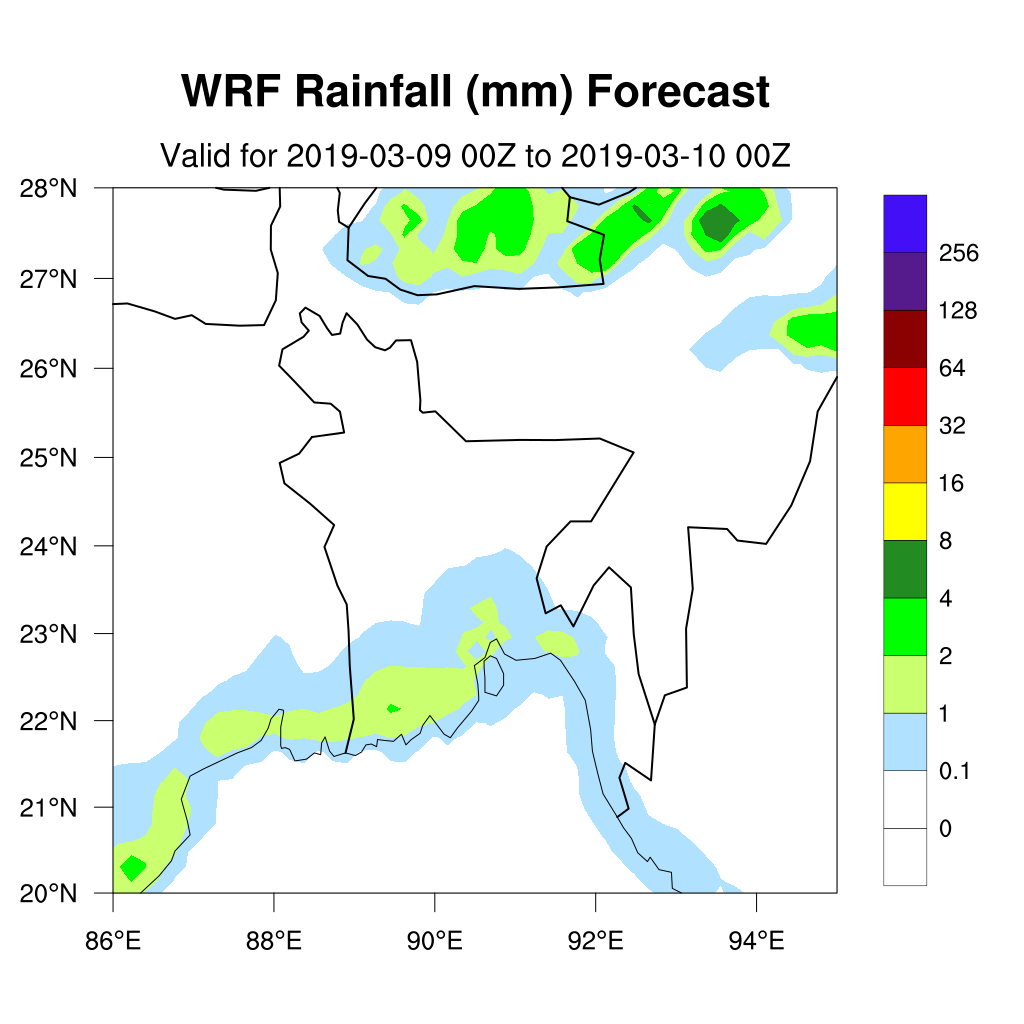 WRF Rainfall (mm) Forecast
Valid for 2019-03-09 00Z to 2019-03-10 00Z
28°N
27°N
26°N
25°N
24°N
23°N
22°N
21°N
20°N
86°E 88°E 90°E 92°E 94°E
256
128
64
32
16
8
4
2
1
0.1
0